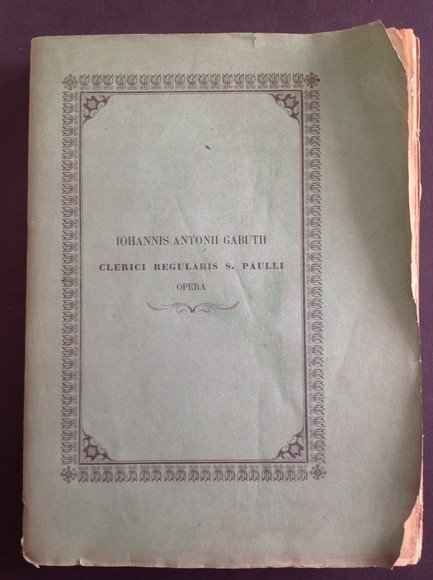 IOHANNIS ANTONII GABUTII
CLERICI REGULARIS S. PAULLI
OPERA